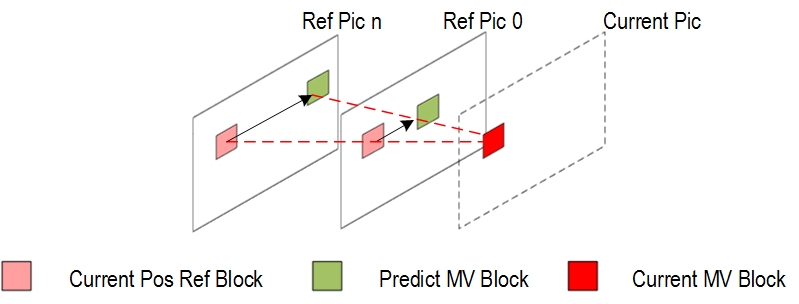 Ref Pic n Ref Pic 0 Current Pic
Current Pos Ref Block Predict MV Block Current MV Block